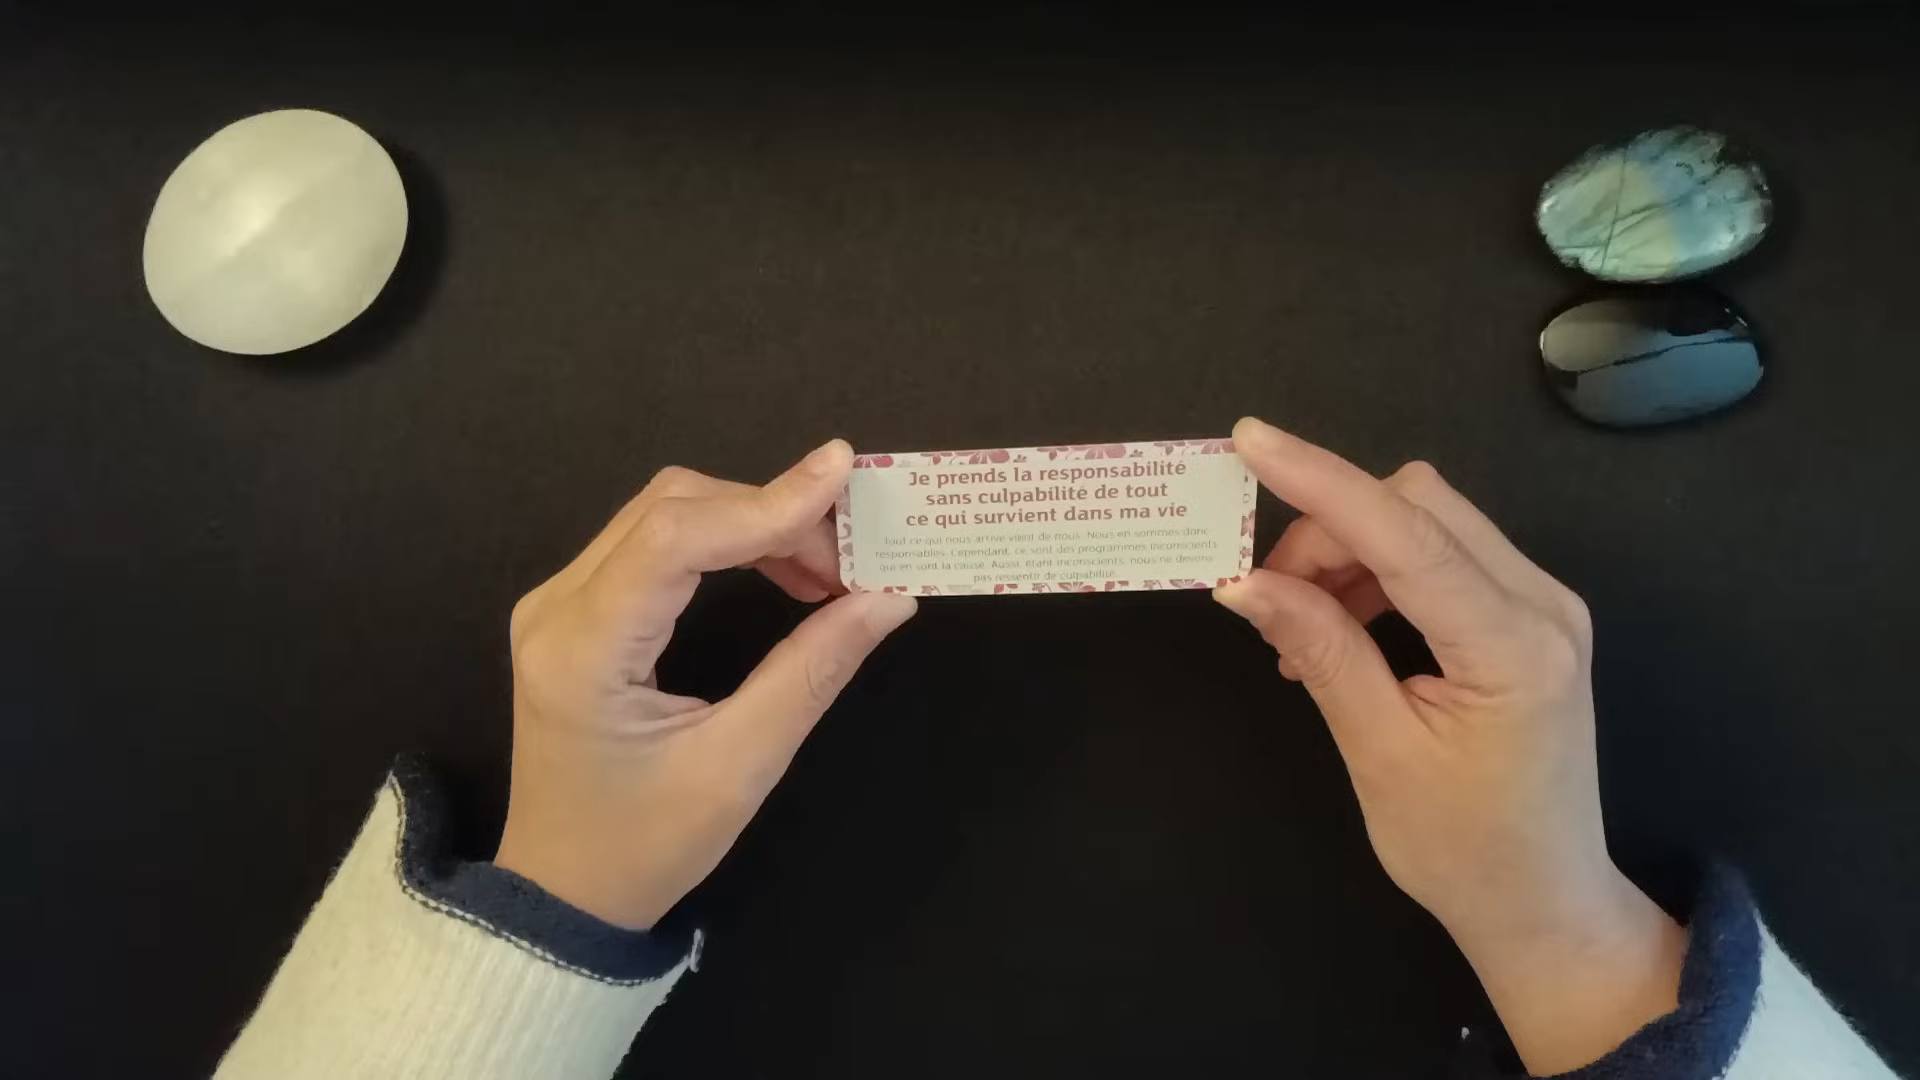 Je prends la responsabilité
sans culpabilité de tout
ce qui survient dans ma vie
Tout ce qui nous arrive vient de nous. Nous en sommes donc
responsables. Cependant, ce sont des programmes inconscients
qui en sont la cause. Aussi, étant inconscients, nous ne devons
pas ressentir de culpabilité.